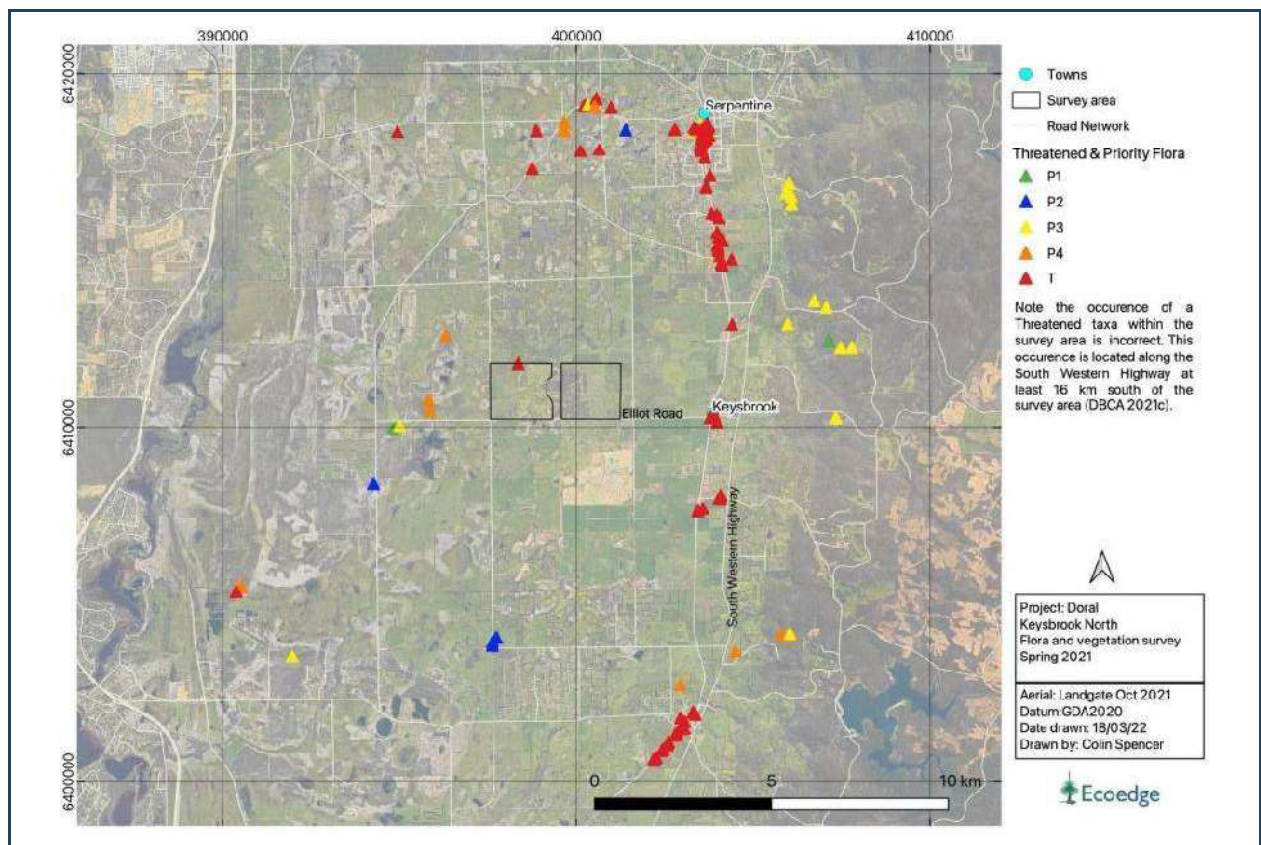 390000
400000
410000
6420000
6410000
6400000
Serpentine
Keysbrook
Elliot Road
South Western Highway
0
5
10 km
Towns
Survey area
Road Network
Threatened & Priority Flora
P1
P2
P3
P4
T
Note the occurence of a
Threatened taxa within the
survey area is incorrect. This
occurence is located along the
South Western Highway at
least 16 km south of the
survey area (DBCA 2021c).
Project: Doral
Keysbrook North
Flora and vegetation survey
Spring 2021
Aerial: Landgate Oct 2021
Datum:GDA2020
Date drawn: 18/03/22
Drawn by: Colin Spencer
Ecoedge